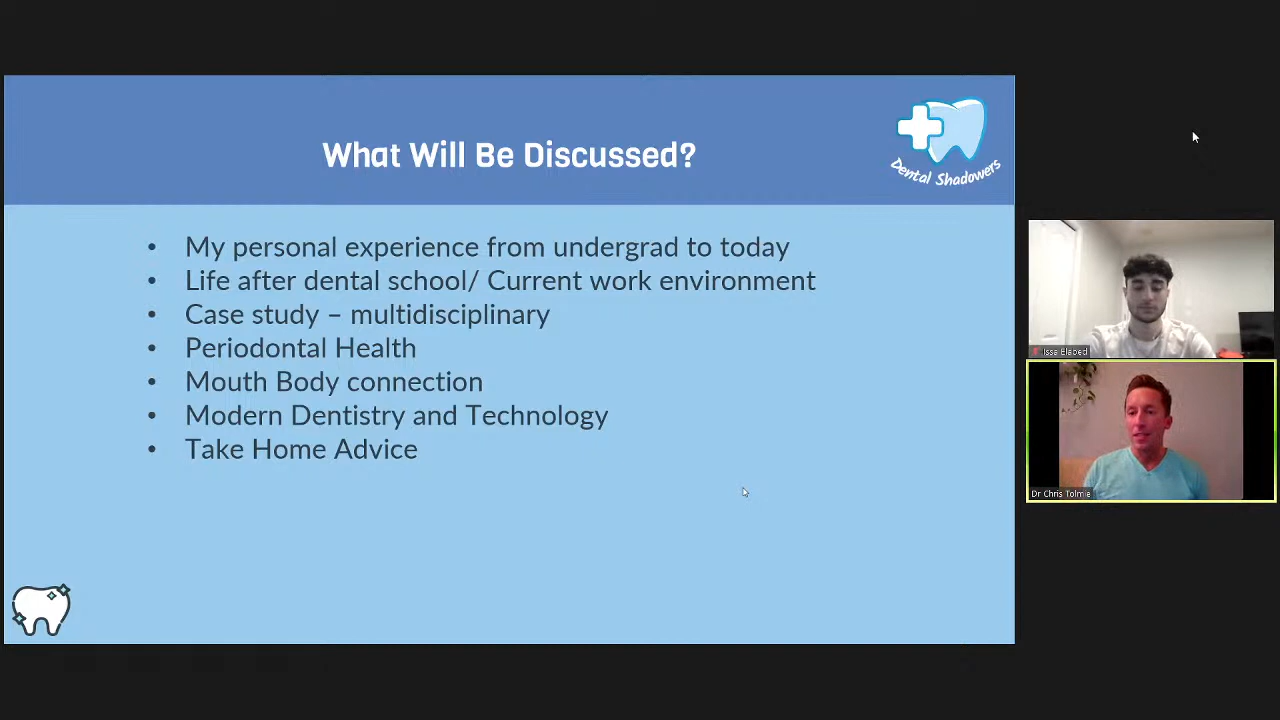 What Will Be Discussed?
Dental Shadowers
• My personal experience from undergrad to today
• Life after dental school/ Current work environment
• Case study – multidisciplinary
• Periodontal Health
• Mouth Body connection
• Modern Dentistry and Technology
• Take Home Advice
Issa Elabed
Dr Chris Tolmie